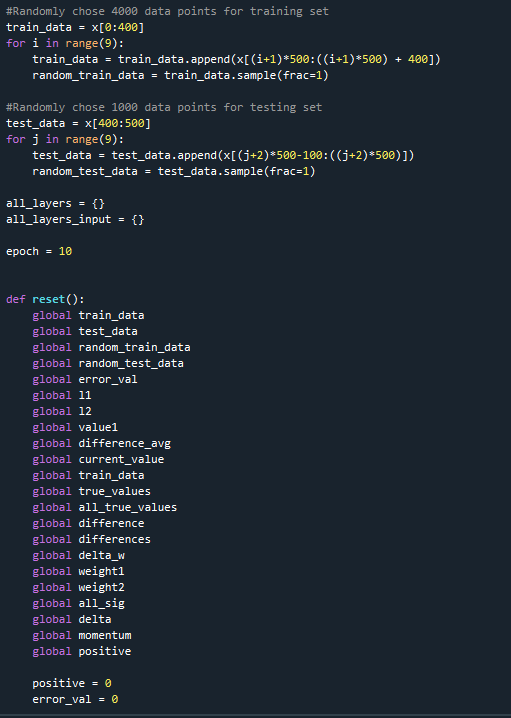 #Randomly chose 4000 data points for training set
train_data = x[0:400]
for i in range(9):
    train_data = train_data.append(x[(i+1)*500:((i+1)*500) + 400])
    random_train_data = train_data.sample(frac=1)

#Randomly chose 1000 data points for testing set
test_data = x[400:500]
for j in range(9):
    test_data = test_data.append(x[(j+2)*500-100:((j+2)*500)])
    random_test_data = test_data.sample(frac=1)

all_layers = {}
all_layers_input = {}

epoch = 10


def reset():
    global train_data
    global test_data
    global random_train_data
    global random_test_data
    global error_val
    global l1
    global l2
    global value1
    global difference_avg
    global current_value
    global train_data
    global true_values
    global all_true_values
    global difference
    global differences
    global delta_w
    global weight1
    global weight2
    global all_sig
    global delta
    global momentum
    global positive

    positive = 0
    error_val = 0